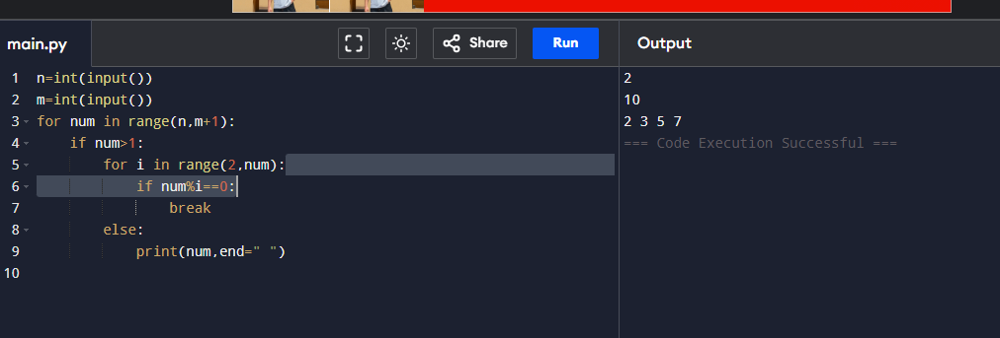 main.py Share Run Output
1 n=int(input())
2 m=int(input())
3 for num in range(n,m+1):
4     if num>1:
5         for i in range(2,num):
6             if num%i==0:
7                 break
8         else:
9             print(num,end=" ")
10
2
10
2 3 5 7
=== Code Execution Successful ===